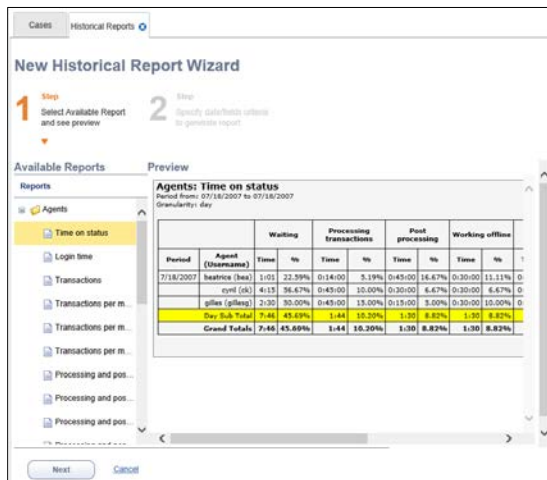 Cases
Historical Reports
New Historical Report Wizard
1
Step
Select Available Report
and see preview
2
Step
Specify date/fields criteria
to generate report
Available Reports
Reports
Agents
Time on status
Login time
Transactions
Transactions per m...
Transactions per m...
Transactions per m...
Processing and pos...
Processing and pos...
Processing and pos...
Preview
Agents: Time on status
Period from: 07/18/2007 to 07/18/2007
Granularity: day
Waiting Processing transactions Post processing Working offline
Period Agent (Username) Time % Time % Time % Time %
7/18/2007 beatrice (bea) 1:01 22.59% 0:14:00 5.19% 0:45:00 16.67% 0:30:00 11.11%
cyril (ck) 4:15 56.67% 0:45:00 10.00% 0:30:00 6.67% 0:30:00 6.67%
gilles (gillesg) 2:30 50.00% 0:45:00 15.00% 0:15:00 5.00% 0:30:00 10.00%
Day Sub Total 7:46 45.69% 1:44 10.20% 1:30 8.82% 1:30 8.82%
Grand Totals 7:46 45.69% 1:44 10.20% 1:30 8.82% 1:30 8.82%
Next
Cancel